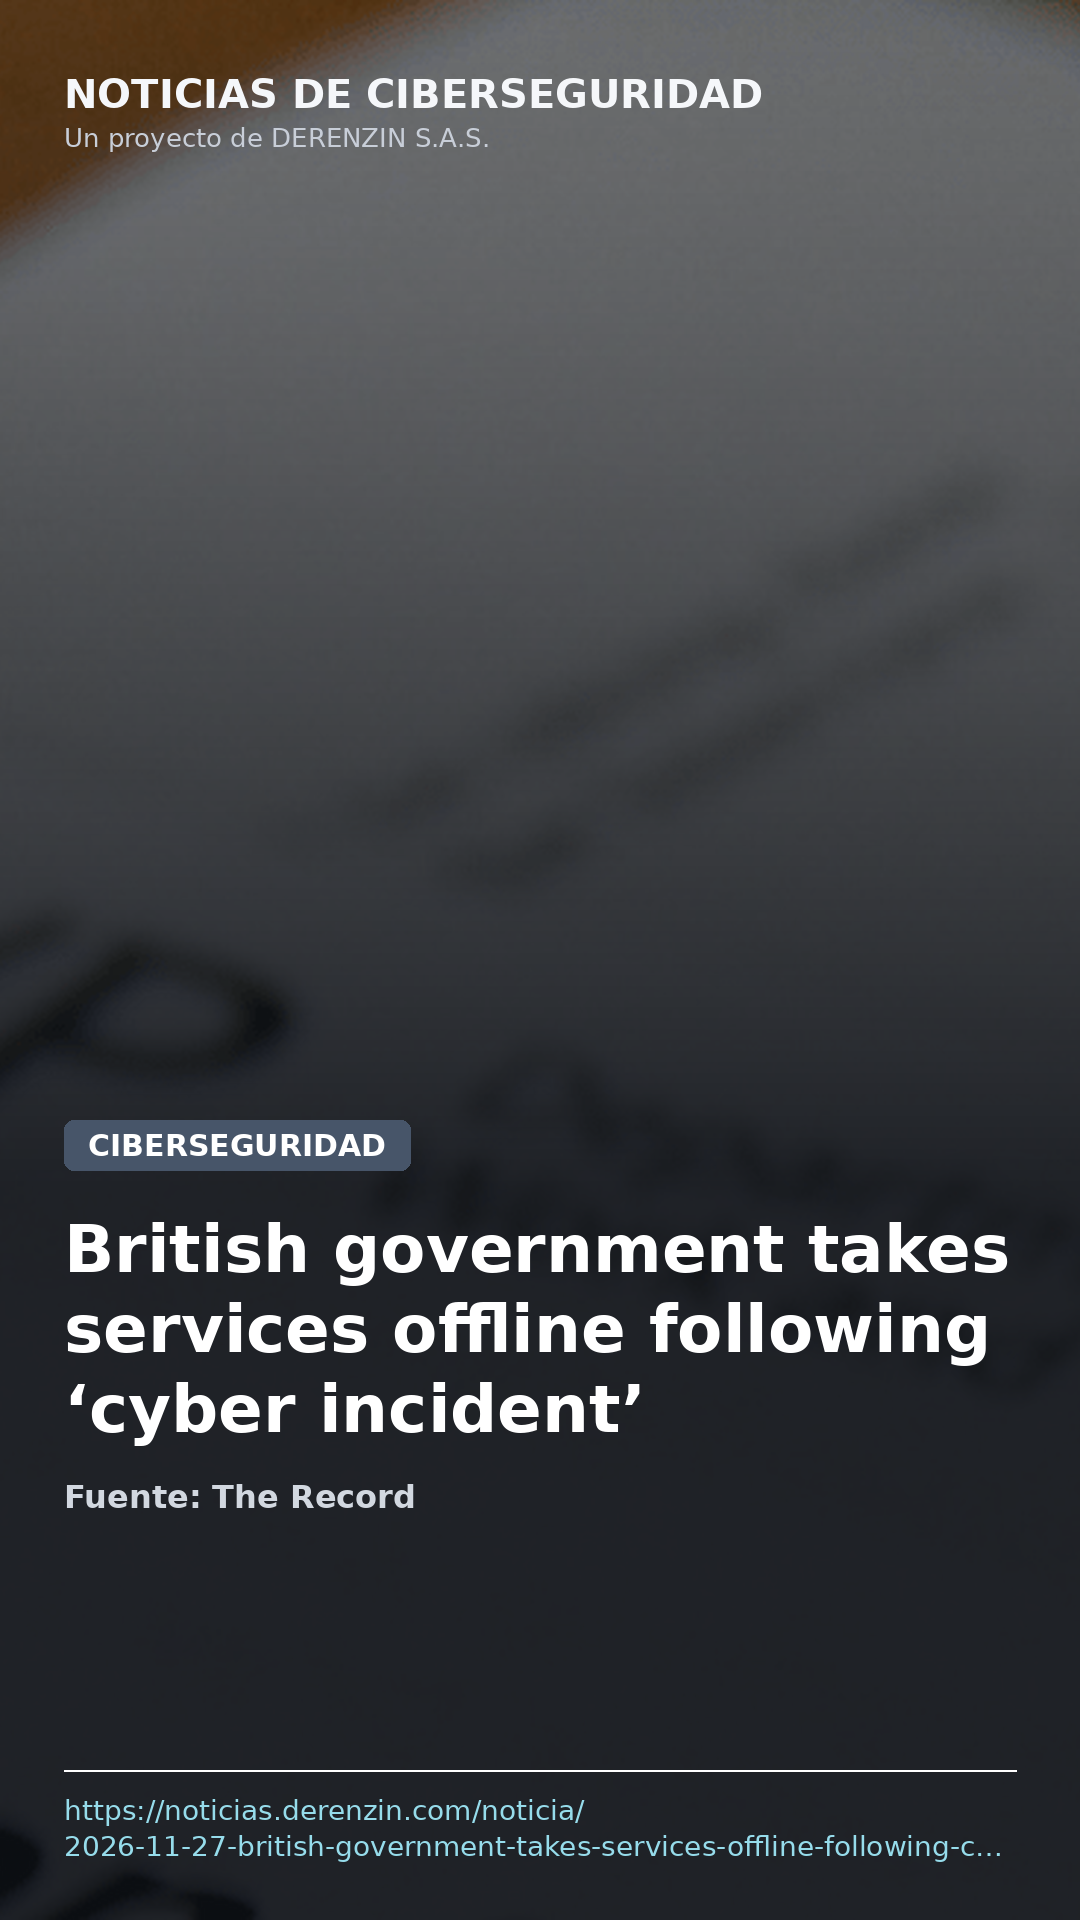 NOTICIAS DE CIBERSEGURIDAD
Un proyecto de DERENZIN S.A.S.
CIBERSEGURIDAD
British government takes
services offline following
‘cyber incident’
Fuente: The Record
https://noticias.derenzin.com/noticia/
2026-11-27-british-government-takes-services-offline-following-c...